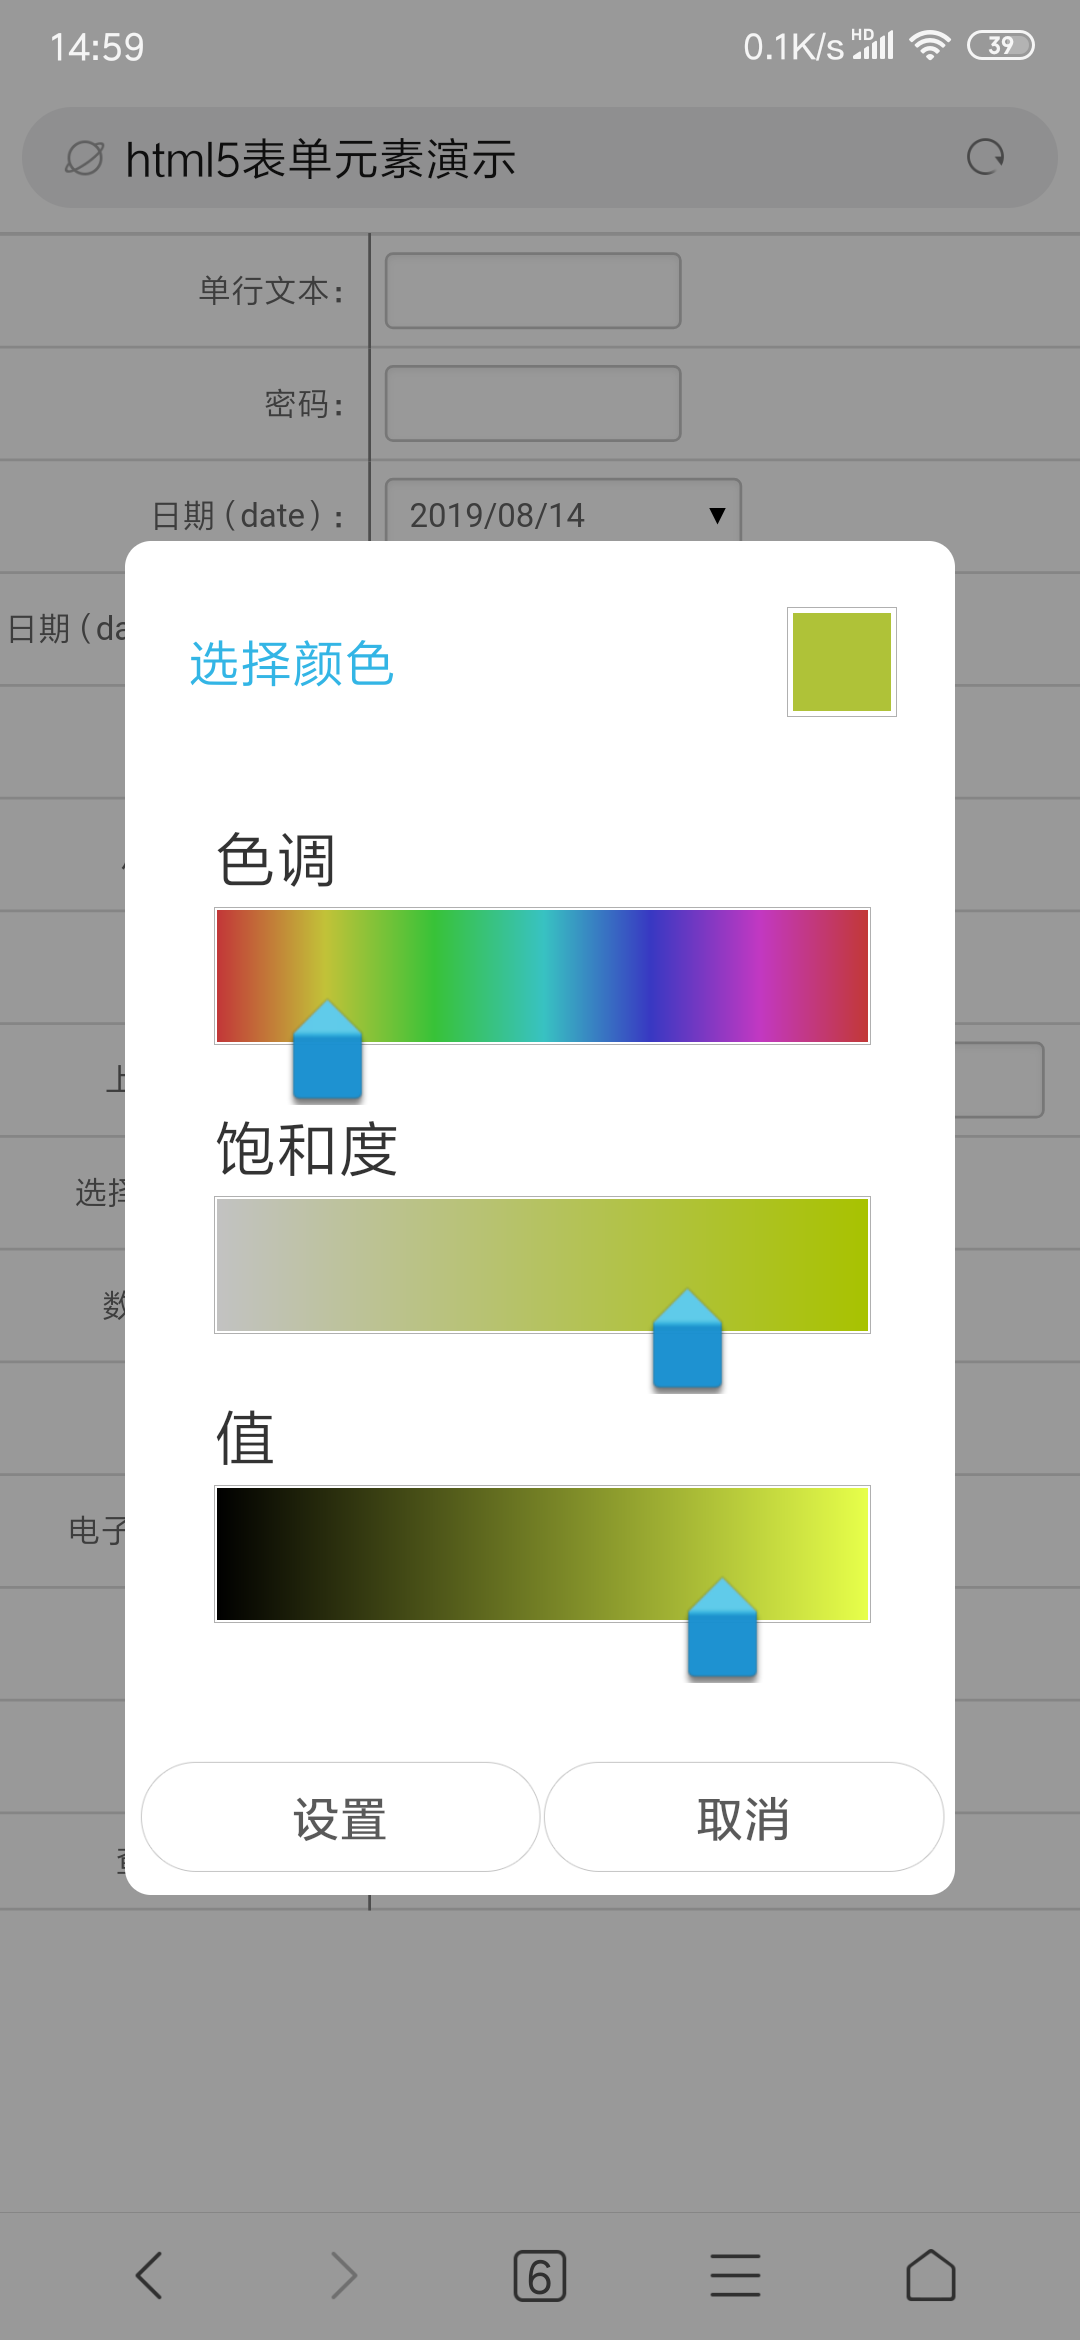 14:59 0.1K/s HD 39
html5表单元素演示
单行文本：
密码：
日期（date）： 2019/08/14
日期（da
选择颜色
色调
上
饱和度
选择
数
值
电子
设置 取消
6